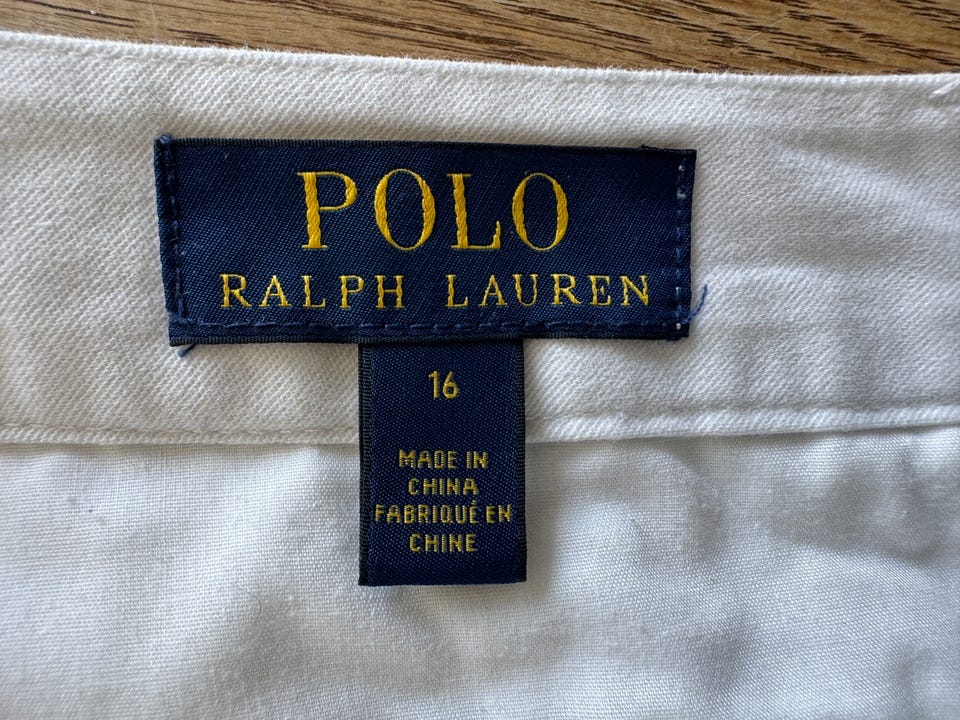 POLO
RALPH LAUREN
16
MADE IN
CHINA
FABRIQUÉ EN
CHINE